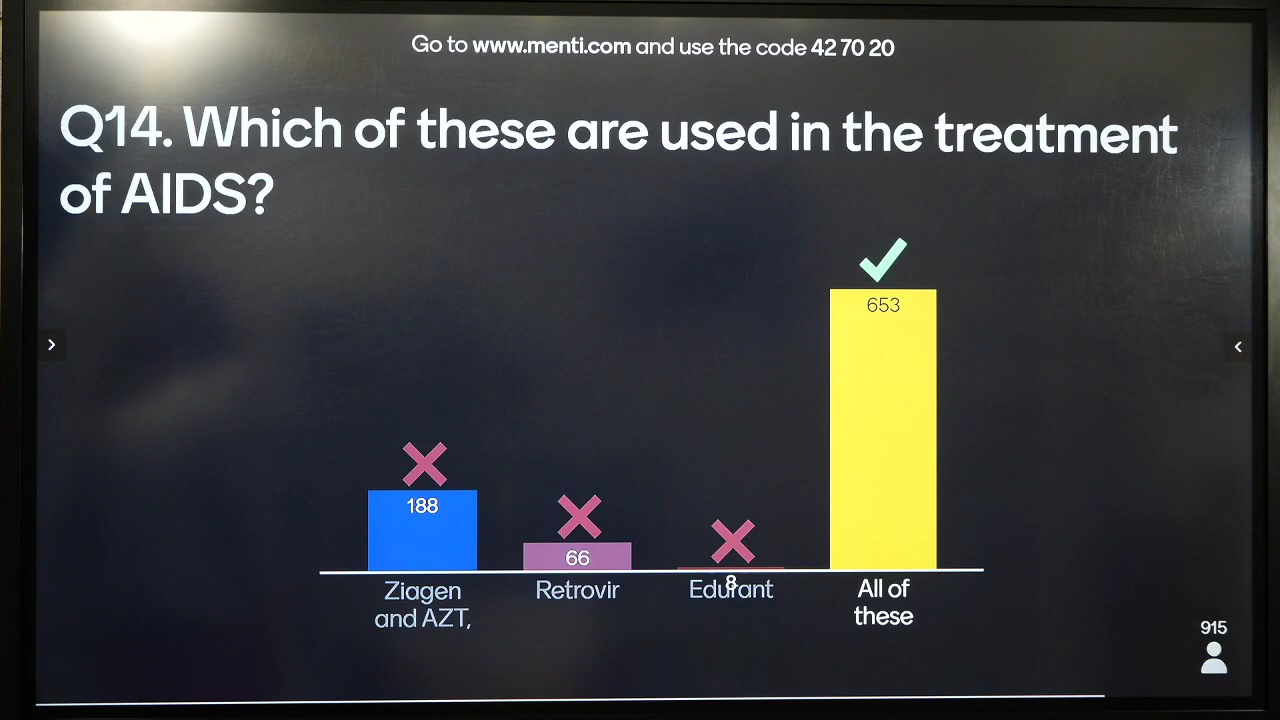 Go to www.menti.com and use the code 42 70 20
Q14. Which of these are used in the treatment
of AIDS?
653
188
66
8
Ziagen
and AZT,
Retrovir
Edurant
All of
these
915